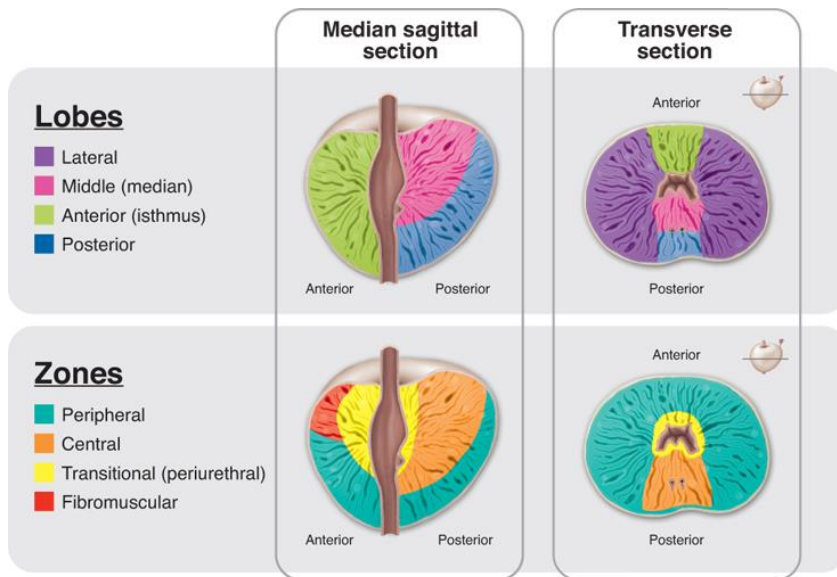 Median sagittal
section
Transverse
section
Lobes
Lateral
Middle (median)
Anterior (isthmus)
Posterior
Anterior
Posterior
Anterior
Posterior
Zones
Peripheral
Central
Transitional (periurethral)
Fibromuscular
Anterior
Posterior
Anterior
Posterior